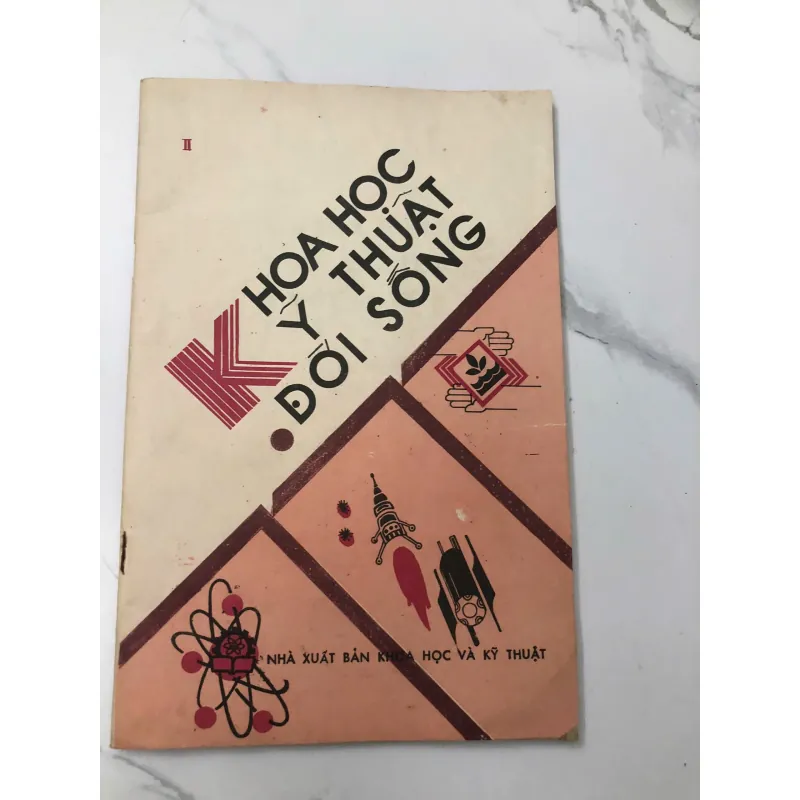 II
KHOA HỌC
KỸ THUẬT
. ĐỜI SỐNG
NHÀ XUẤT BẢN KHOA HỌC VÀ KỸ THUẬT